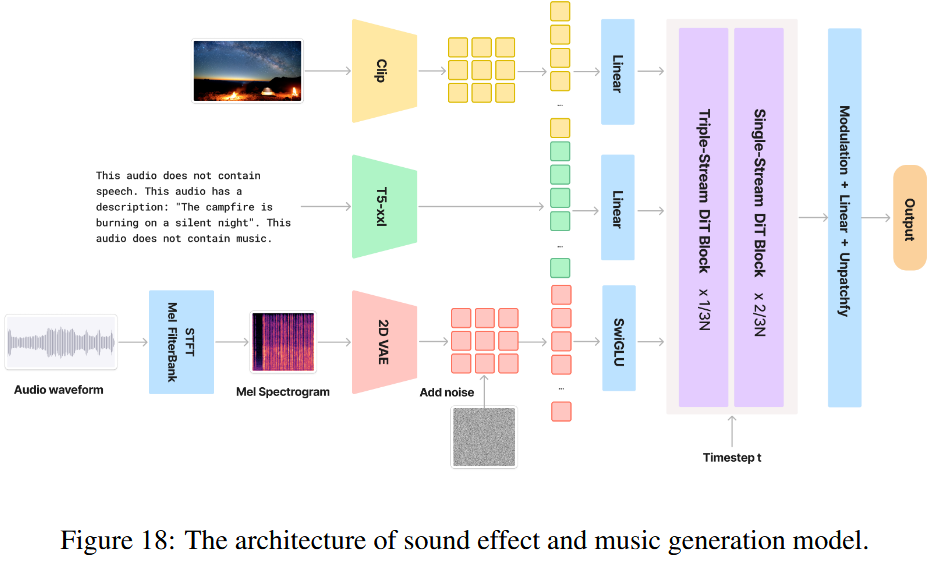 Clip
Linear
This audio does not contain
speech. This audio has a
description: "The campfire is
burning on a silent night". This
audio does not contain music.
T5-xxl
Linear
Audio waveform
STFT
Mel FilterBank
Mel Spectrogram
2D VAE
Add noise
SwiGLU
Triple-Stream DiT Block x 1/3N
Single-Stream DiT Block x 2/3N
Timestep t
Modulation + Linear + Unpatchfy
Output
Figure 18: The architecture of sound effect and music generation model.